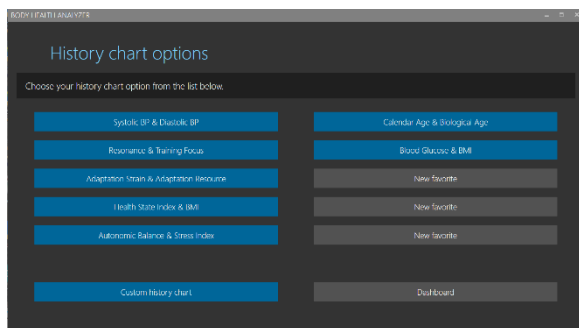 BODY HEALTH ANALYZER
History chart options
Choose your history chart option from the list below.
Systolic BP & Diastolic BP
Calendar Age & Biological Age
Resonance & Training Focus
Blood Glucose & BMI
Adaptation Strain & Adaptation Resource
New favorite
Health State Index & BMI
New favorite
Autonomic Balance & Stress Index
New favorite
Custom history chart
Dashboard